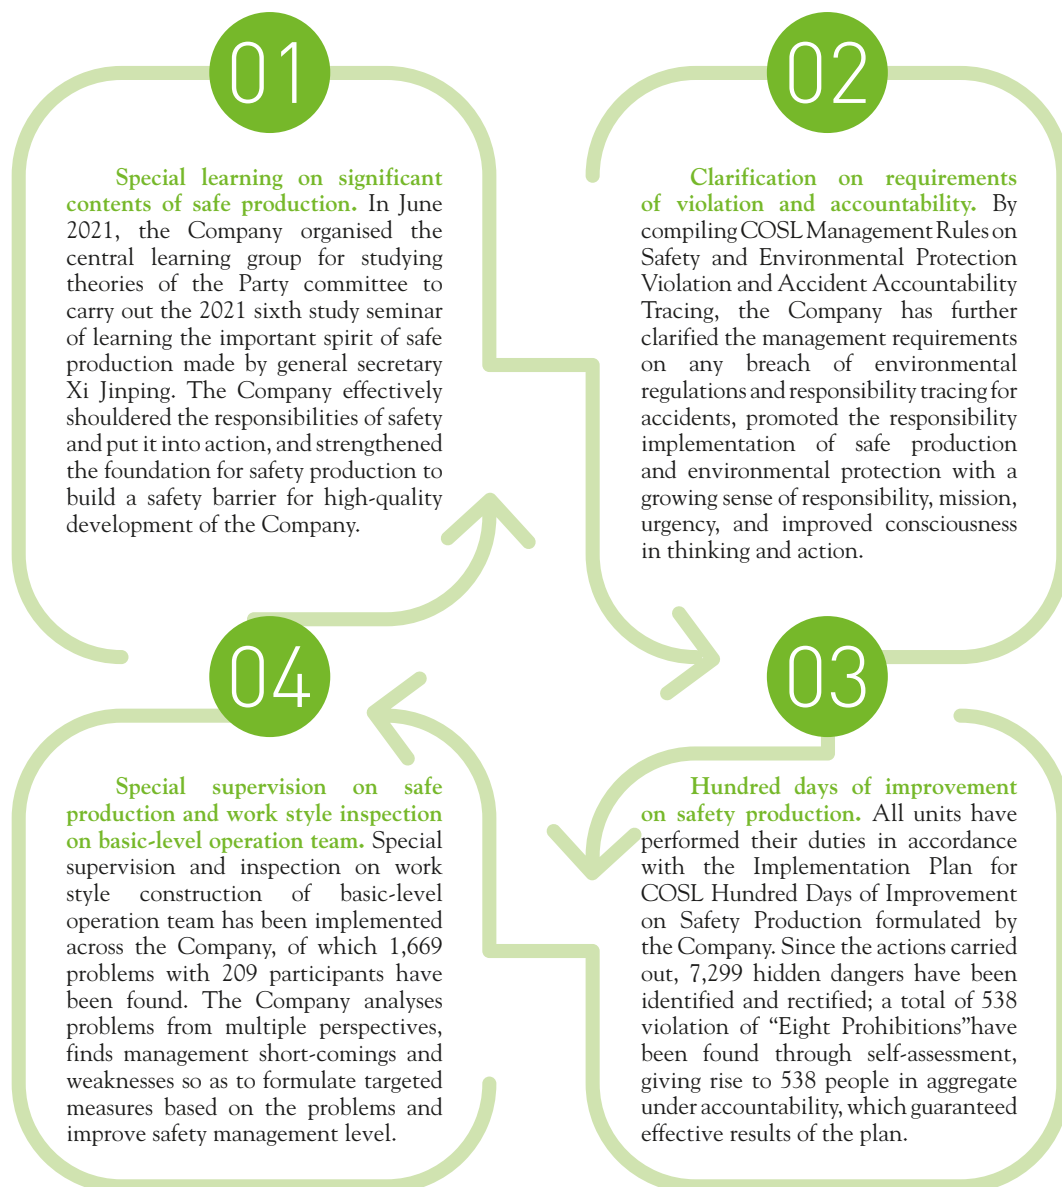 01
Special learning on significant
contents of safe production. In June
2021, the Company organised the
central learning group for studying
theories of the Party committee to
carry out the 2021 sixth study seminar
of learning the important spirit of safe
production made by general secretary
Xi Jinping. The Company effectively
shouldered the responsibilities of safety
and put it into action, and strengthened
the foundation for safety production to
build a safety barrier for high-quality
development of the Company.
02
Clarification on requirements
of violation and accountability. By
compiling COSL Management Rules on
Safety and Environmental Protection
Violation and Accident Accountability
Tracing, the Company has further
clarified the management requirements
on any breach of environmental
regulations and responsibility tracing for
accidents, promoted the responsibility
implementation of safe production
and environmental protection with a
growing sense of responsibility, mission,
urgency, and improved consciousness
in thinking and action.
03
Hundred days of improvement
on safety production. All units have
performed their duties in accordance
with the Implementation Plan for
COSL Hundred Days of Improvement
on Safety Production formulated by
the Company. Since the actions carried
out, 7,299 hidden dangers have been
identified and rectified; a total of 538
violation of “Eight Prohibitions”have
been found through self-assessment,
giving rise to 538 people in aggregate
under accountability, which guaranteed
effective results of the plan.
04
Special supervision on safe
production and work style inspection
on basic-level operation team. Special
supervision and inspection on work
style construction of basic-level
operation team has been implemented
across the Company, of which 1,669
problems with 209 participants have
been found. The Company analyses
problems from multiple perspectives,
finds management short-comings and
weaknesses so as to formulate targeted
measures based on the problems and
improve safety management level.